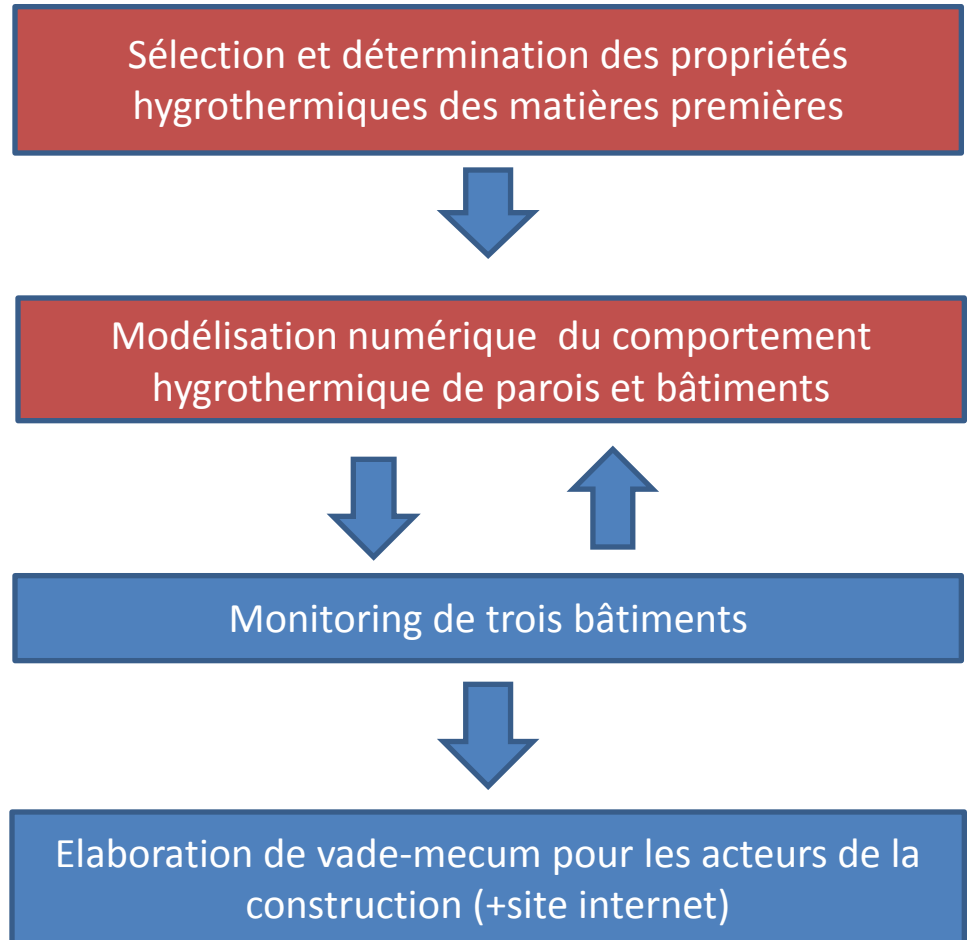 Sélection et détermination des propriétés
hygrothermiques des matières premières
Modélisation numérique  du comportement
hygrothermique de parois et bâtiments
Monitoring de trois bâtiments
Elaboration de vade-mecum pour les acteurs de la
construction (+site internet)